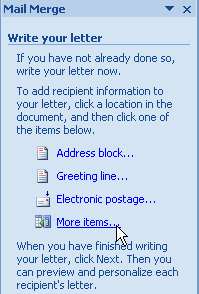 Mail Merge
Write your letter
If you have not already done so,
write your letter now.
To add recipient information to
your letter, click a location in the
document, and then click one of
the items below.
Address block...
Greeting line...
Electronic postage...
More items...
When you have finished writing
your letter, click Next. Then you
can preview and personalize each
recipient's letter.